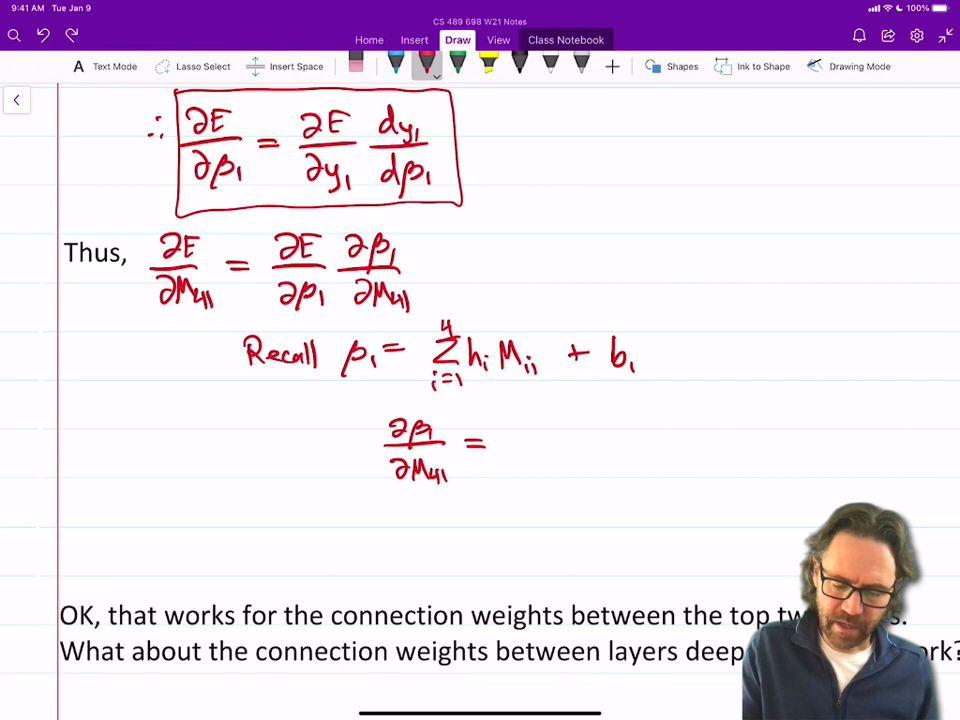 9:41 AM Tue Jan 9 100%
CS 489 698 W21 Notes
Home Insert Draw View Class Notebook
A Text Mode Lasso Select Insert Space Shapes Ink to Shape Drawing Mode
∴ ∂E/∂β₁ = ∂E/∂y₁ dy₁/dβ₁
Thus, ∂E/∂M₄₁ = ∂E/∂β₁ ∂β₁/∂M₄₁
Recall β₁ = Σ_{i=1}^{4} hᵢ Mᵢ₁ + b₁
∂β₁/∂M₄₁ =
OK, that works for the connection weights between the top
What about the connection weights between layers deep